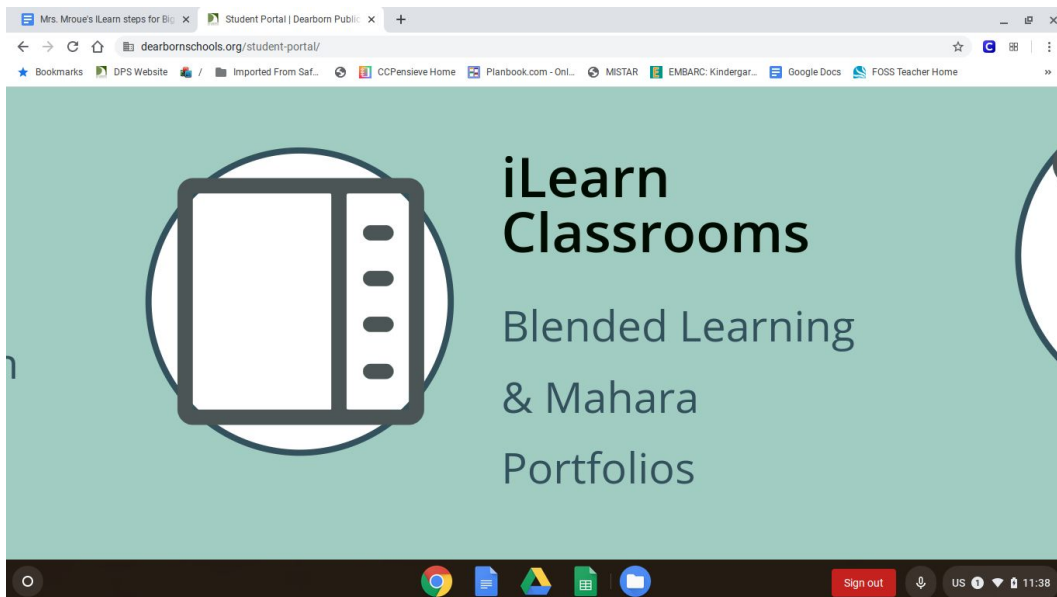 Mrs. Mroue's ILearn steps for Big
Student Portal | Dearborn Public
dearbornschools.org/student-portal/
Bookmarks DPS Website / Imported From Saf... CCPensieve Home Planbook.com - Onl... MISTAR EMBARC: Kindergar... Google Docs FOSS Teacher Home »
iLearn
Classrooms
Blended Learning
& Mahara
Portfolios
n
Sign out US 1 11:38